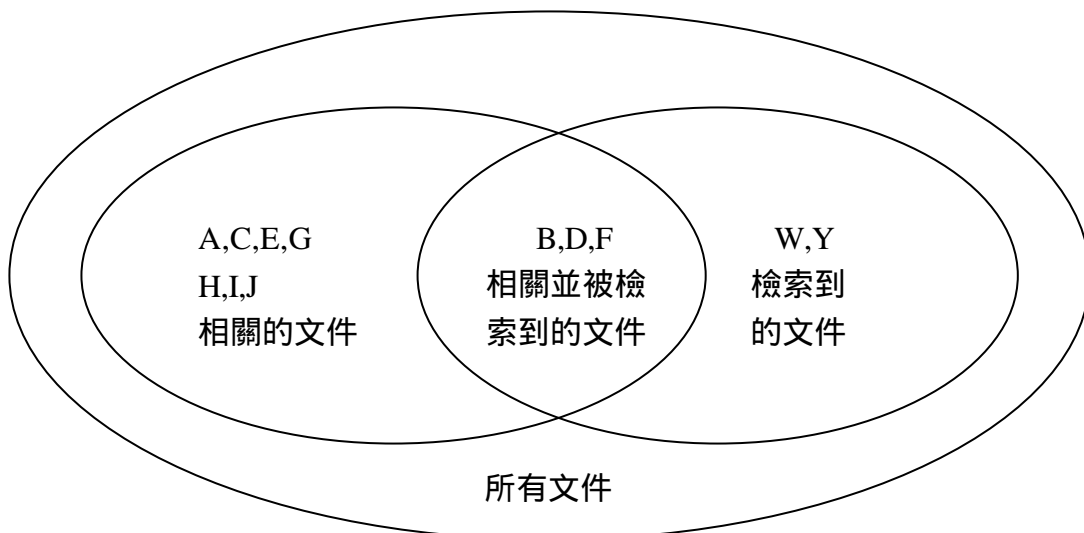 A,C,E,G
H,I,J
相關的文件
B,D,F
相關並被檢
索到的文件
W,Y
檢索到
的文件
所有文件